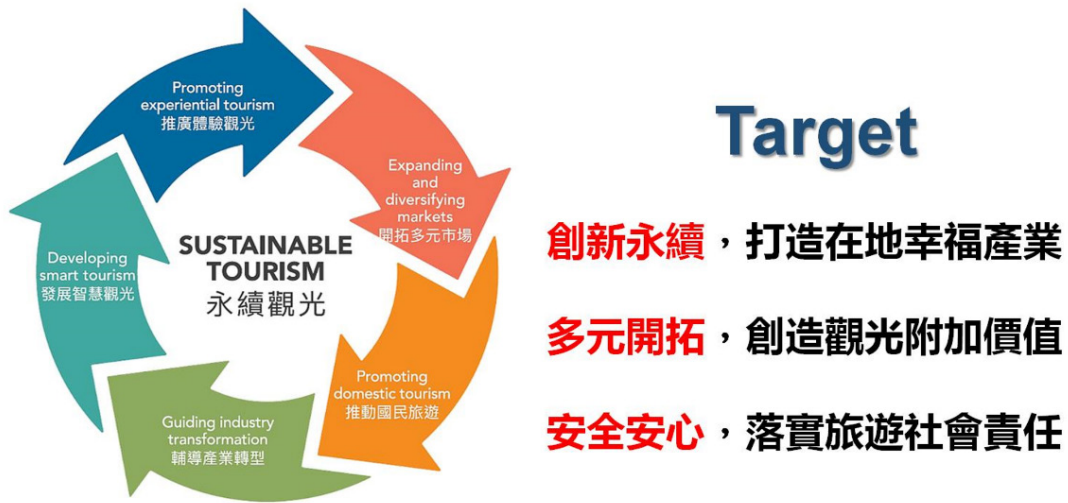 Promoting
experiential tourism
推廣體驗觀光
Expanding
and
diversifying
markets
開拓多元市場
Promoting
domestic tourism
推動國民旅遊
Guiding industry
transformation
輔導產業轉型
Developing
smart tourism
發展智慧觀光
SUSTAINABLE
TOURISM
永續觀光
Target
創新永續，打造在地幸福產業
多元開拓，創造觀光附加價值
安全安心，落實旅遊社會責任